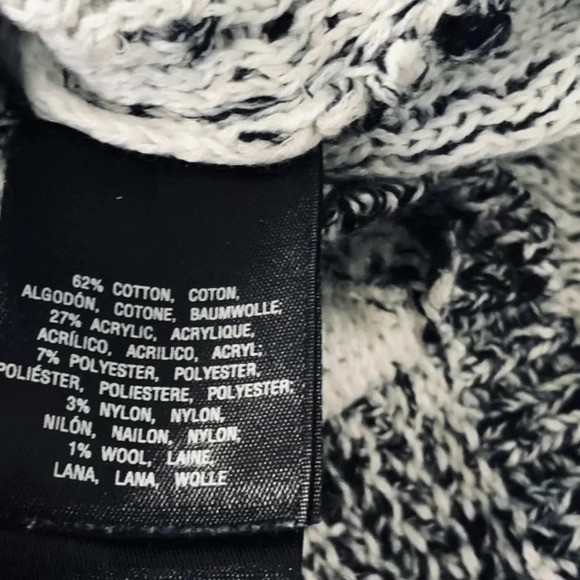 62% COTTON, COTON,
ALGODÓN, COTONE, BAUMWOLLE,
27% ACRYLIC, ACRYLIQUE,
ACRÍLICO, ACRILICO, ACRYL,
7% POLYESTER, POLYESTER,
POLIÉSTER, POLIESTERE, POLYESTER,
3% NYLON, NYLON,
NILÓN, NAILON, NYLON,
1% WOOL, LAINE,
LANA, LANA, WOLLE